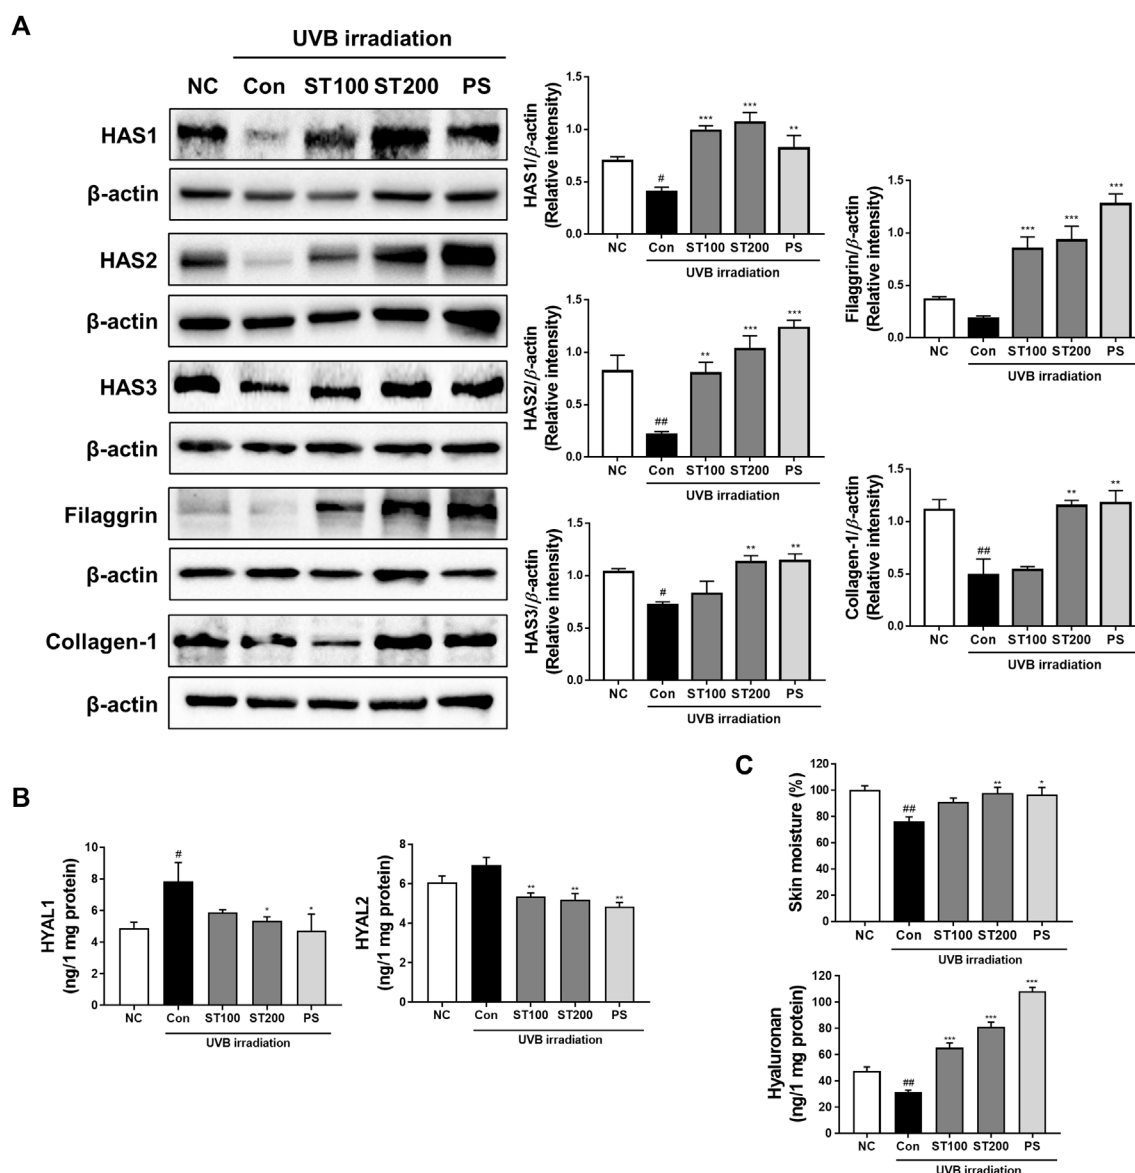 A
UVB irradiation
NC Con ST100 ST200 PS
HAS1
β-actin
HAS2
β-actin
HAS3
β-actin
Filaggrin
β-actin
Collagen-1
β-actin
HAS1/β-actin
(Relative intensity)
1.5
1.0
0.5
0.0
# *** *** **
NC Con ST100 ST200 PS
UVB irradiation
HAS2/β-actin
(Relative intensity)
1.5
1.0
0.5
0.0
## ** *** ***
NC Con ST100 ST200 PS
UVB irradiation
HAS3/β-actin
(Relative intensity)
1.5
1.0
0.5
0.0
# ** **
NC Con ST100 ST200 PS
UVB irradiation
Filaggrin/β-actin
(Relative intensity)
1.5
1.0
0.5
0.0
*** *** ***
NC Con ST100 ST200 PS
UVB irradiation
Collagen-1/β-actin
(Relative intensity)
1.5
1.0
0.5
0.0
## ** **
NC Con ST100 ST200 PS
UVB irradiation
B
HYAL1
(ng/1 mg protein)
10
8
6
4
2
0
# * *
NC Con ST100 ST200 PS
UVB irradiation
HYAL2
(ng/1 mg protein)
8
6
4
2
0
** ** **
NC Con ST100 ST200 PS
UVB irradiation
C
Skin moisture (%)
120
100
80
60
40
20
0
## ** *
NC Con ST100 ST200 PS
UVB irradiation
Hyaluronan
(ng/1 mg protein)
120
100
80
60
40
20
0
## *** *** ***
NC Con ST100 ST200 PS
UVB irradiation